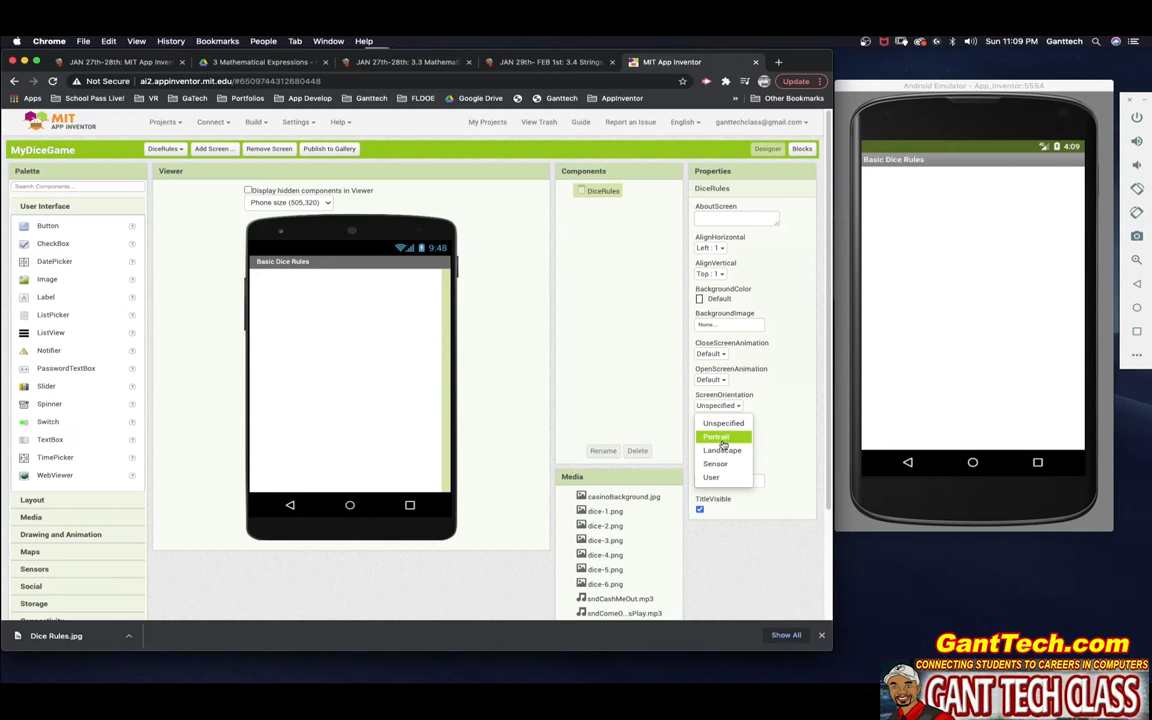 Chrome File Edit View History Bookmarks People Tab Window Help
Sun 11:09 PM Ganttech
JAN 27th-28th: MIT App Inven
3 Mathematical Expressions -
JAN 27th-28th: 3.3 Mathemati
JAN 29th- FEB 1st: 3.4 Strings
MIT App Inventor
Not Secure ai2.appinventor.mit.edu/#6509744312680448
Update
Apps School Pass Live! VR GaTech Portfolios App Develop Ganttech FLDOE Google Drive Ganttech AppInventor » Other Bookmarks
MIT
APP INVENTOR
Projects Connect Build Settings Help
My Projects View Trash Guide Report an Issue English ganttechclass@gmail.com
MyDiceGame
DiceRules Add Screen ... Remove Screen Publish to Gallery
Designer Blocks
Palette
Search Components...
User Interface
Button ?
CheckBox ?
DatePicker ?
Image ?
Label ?
ListPicker ?
ListView ?
Notifier ?
PasswordTextBox ?
Slider ?
Spinner ?
Switch ?
TextBox ?
TimePicker ?
WebViewer ?
Layout
Media
Drawing and Animation
Maps
Sensors
Social
Storage
Viewer
Display hidden components in Viewer
Phone size (505,320)
9:48
Basic Dice Rules
Components
DiceRules
Rename Delete
Media
casinoBackground.jpg
dice-1.png
dice-2.png
dice-3.png
dice-4.png
dice-5.png
dice-6.png
sndCashMeOut.mp3
sndComeO...sPlay.mp3
Properties
DiceRules
AboutScreen
AlignHorizontal
Left : 1
AlignVertical
Top : 1
BackgroundColor
Default
BackgroundImage
None...
CloseScreenAnimation
Default
OpenScreenAnimation
Default
ScreenOrientation
Unspecified
Unspecified
Portrait
Landscape
Sensor
User
TitleVisible
Dice Rules.jpg
Show All
Android Emulator - App_Inventor:5554
4:09
Basic Dice Rules
GantTech.com
CONNECTING STUDENTS TO CAREERS IN COMPUTERS
GANT TECH CLASS